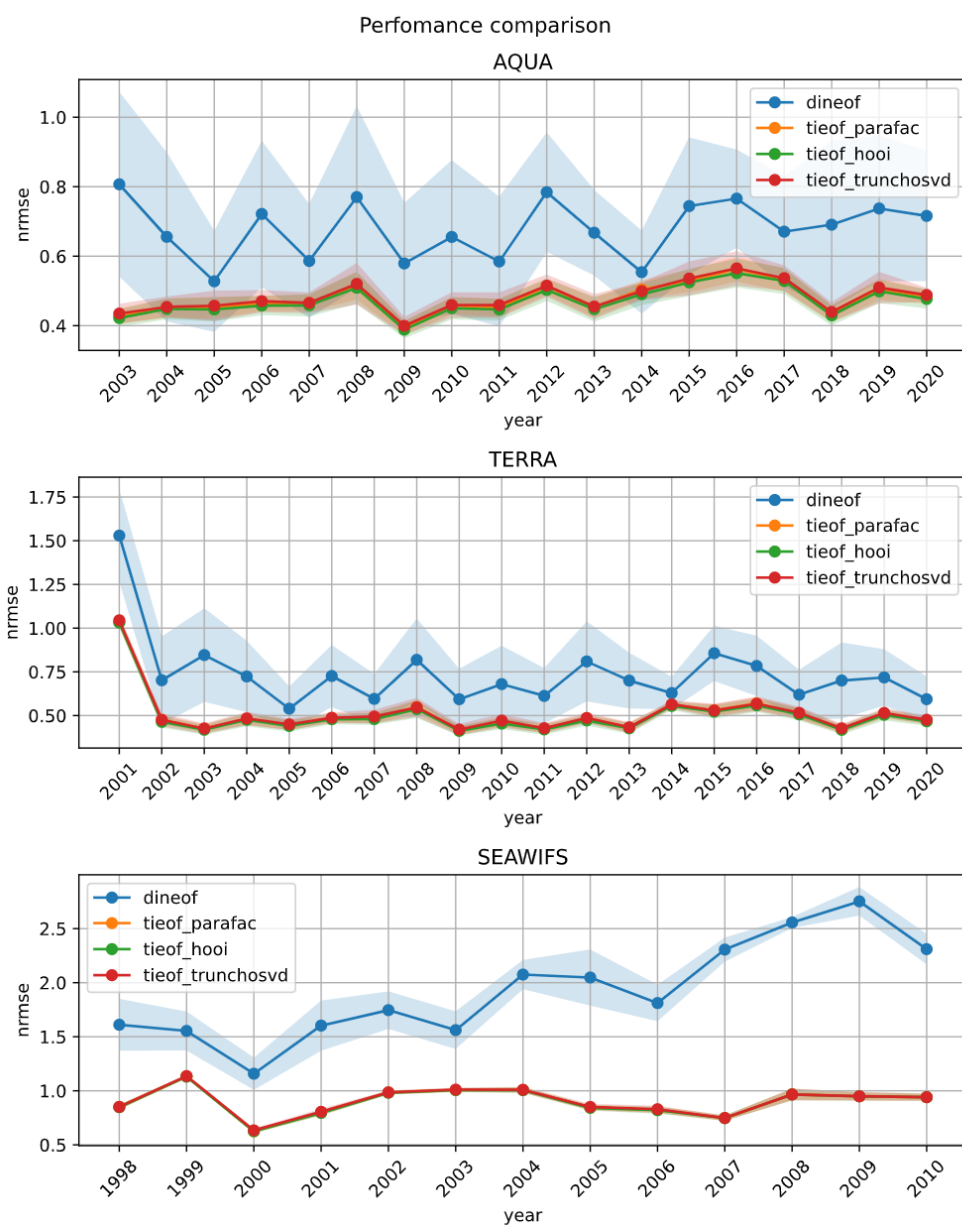 Perfomance comparison
AQUA
nrmse
1.0
0.8
0.6
0.4
dineof
tieof_parafac
tieof_hooi
tieof_trunchosvd
2003 2004 2005 2006 2007 2008 2009 2010 2011 2012 2013 2014 2015 2016 2017 2018 2019 2020
year
TERRA
nrmse
1.75
1.50
1.25
1.00
0.75
0.50
dineof
tieof_parafac
tieof_hooi
tieof_trunchosvd
2001 2002 2003 2004 2005 2006 2007 2008 2009 2010 2011 2012 2013 2014 2015 2016 2017 2018 2019 2020
year
SEAWIFS
nrmse
2.5
2.0
1.5
1.0
0.5
dineof
tieof_parafac
tieof_hooi
tieof_trunchosvd
1998 1999 2000 2001 2002 2003 2004 2005 2006 2007 2008 2009 2010
year